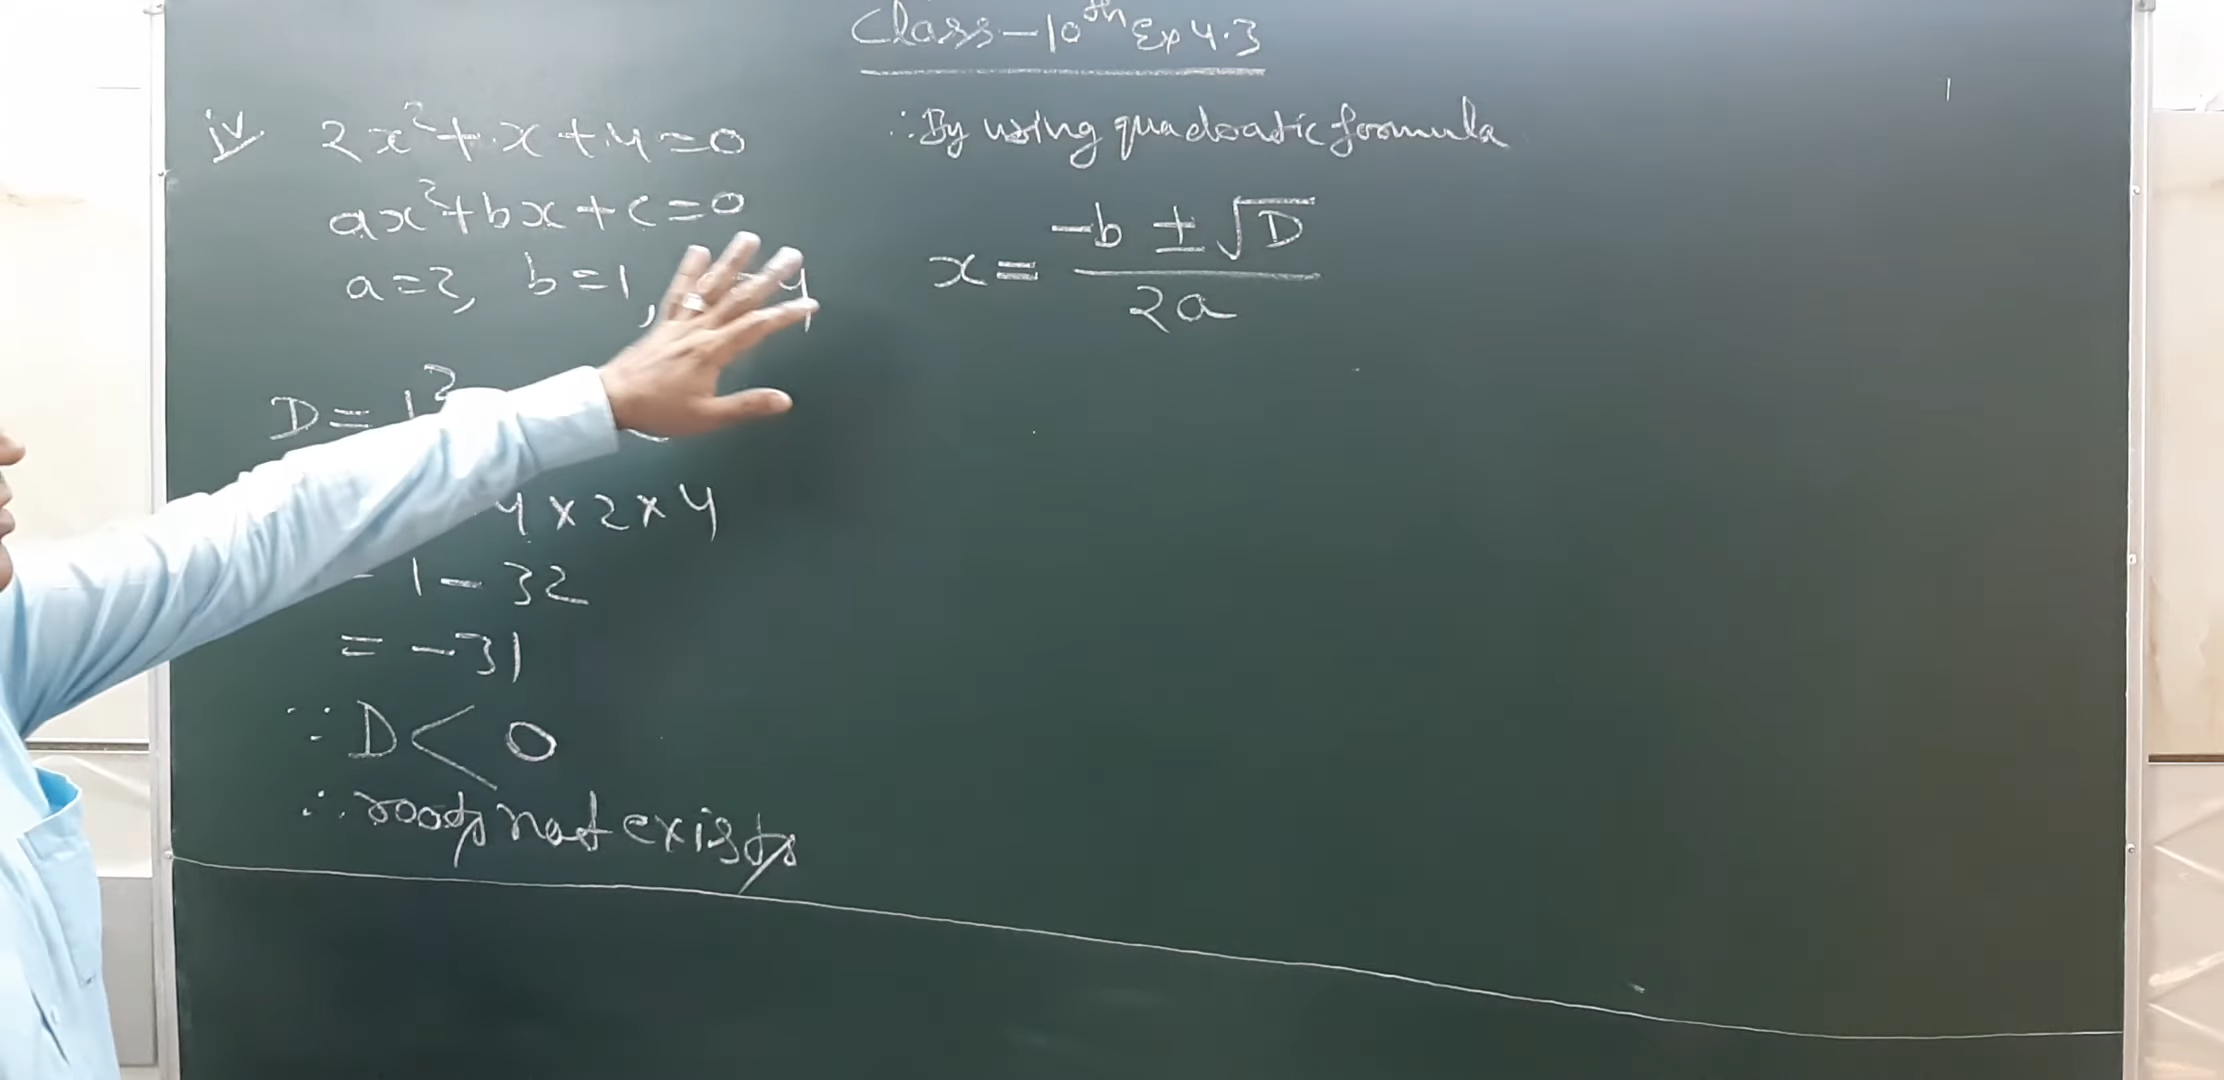 Class-10th Ex 4.3
iv 2x²+x+4=0
ax²+bx+c=0
a=2, b=1, c=4
D=1²
4×2×4
- 1-32
= -31
∵ D< 0
∴ roots not exists
∴ By using quadratic formula
x= -b ± √D
2a